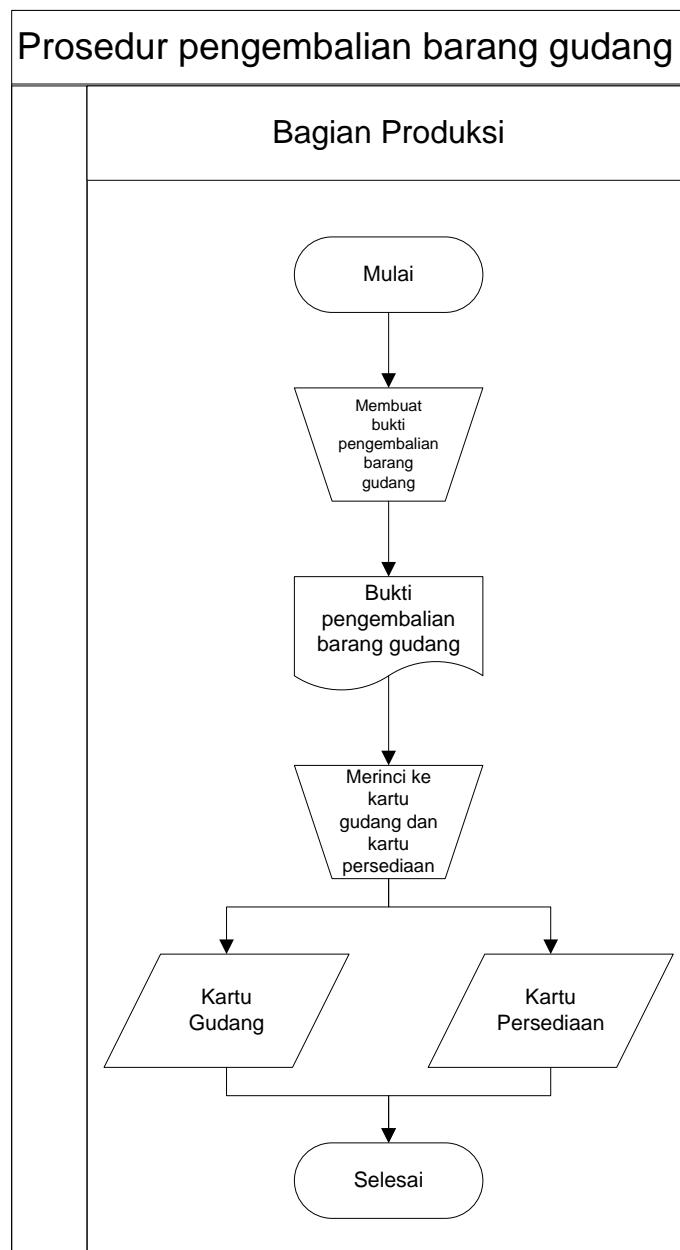 Prosedur pengembalian barang gudang
Bagian Produksi
Mulai
Membuat
bukti
pengembalian
barang
gudang
Bukti
pengembalian
barang gudang
Merinci ke
kartu
gudang dan
kartu
persediaan
Kartu
Gudang
Kartu
Persediaan
Selesai